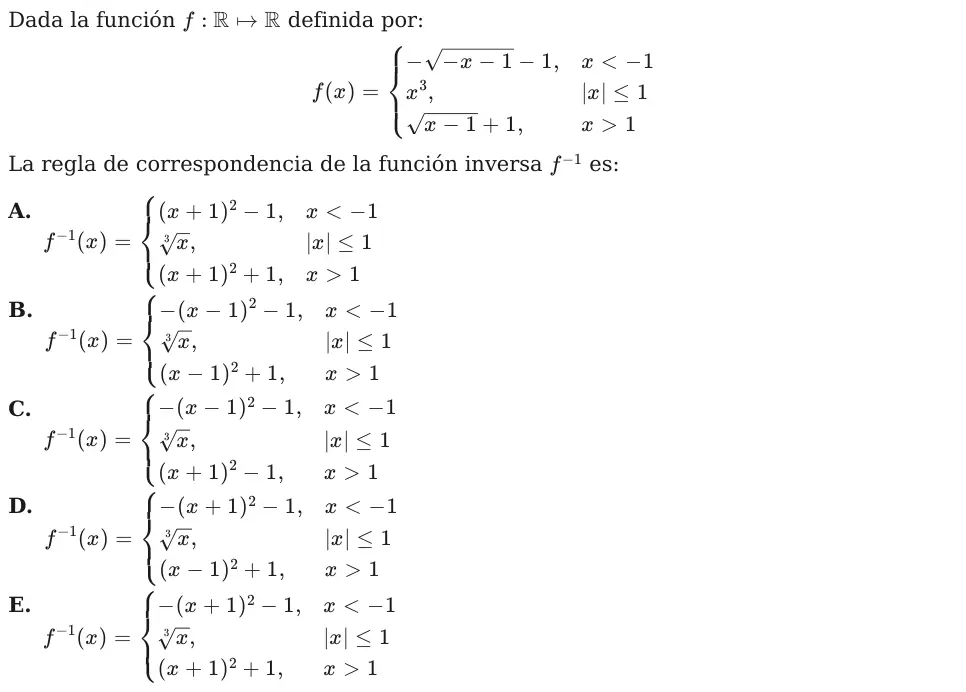 Dada la función f : ℝ ↦ ℝ definida por:
f(x) = { −√(−x − 1) − 1, x < −1
x³, |x| ≤ 1
√(x − 1) + 1, x > 1
La regla de correspondencia de la función inversa f⁻¹ es:
A. f⁻¹(x) = { (x + 1)² − 1, x < −1
∛x, |x| ≤ 1
(x + 1)² + 1, x > 1
B. f⁻¹(x) = { −(x − 1)² − 1, x < −1
∛x, |x| ≤ 1
(x − 1)² + 1, x > 1
C. f⁻¹(x) = { −(x − 1)² − 1, x < −1
∛x, |x| ≤ 1
(x + 1)² − 1, x > 1
D. f⁻¹(x) = { −(x + 1)² − 1, x < −1
∛x, |x| ≤ 1
(x − 1)² + 1, x > 1
E. f⁻¹(x) = { −(x + 1)² − 1, x < −1
∛x, |x| ≤ 1
(x + 1)² + 1, x > 1